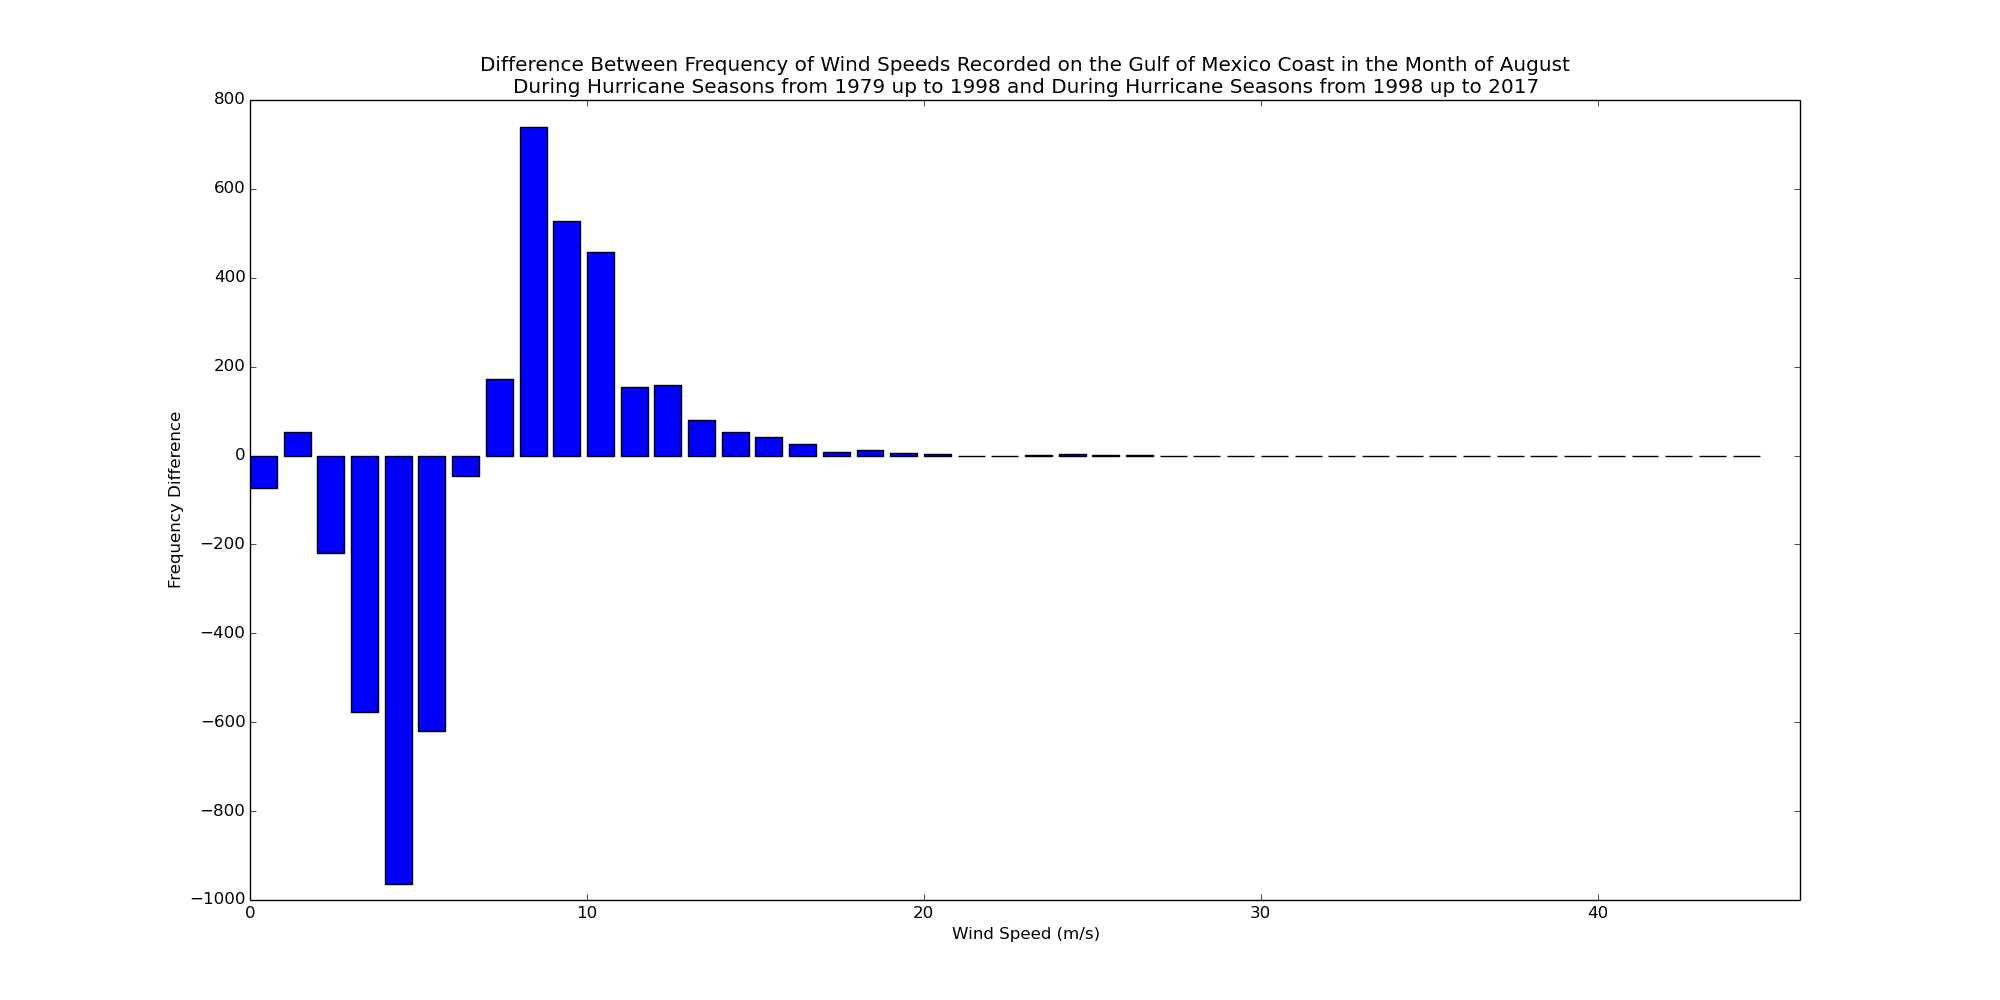 Difference Between Frequency of Wind Speeds Recorded on the Gulf of Mexico Coast in the Month of August
During Hurricane Seasons from 1979 up to 1998 and During Hurricane Seasons from 1998 up to 2017
800
600
400
200
0
−200
−400
−600
−800
−1000
Frequency Difference
0 10 20 30 40
Wind Speed (m/s)